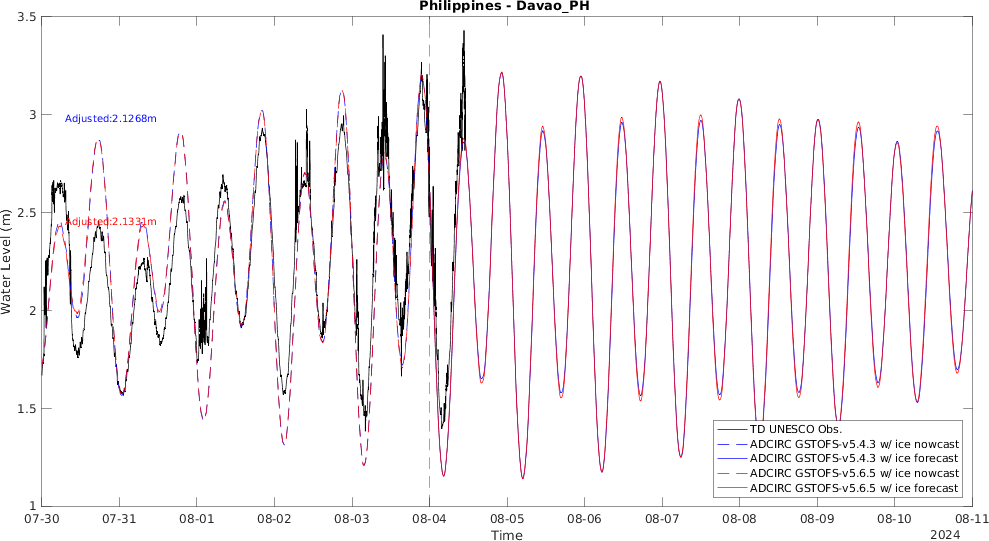 Philippines - Davao_PH
3.5
3
2.5
2
1.5
1
Water Level (m)
Adjusted:2.1268m
Adjusted:2.1331m
TD UNESCO Obs.
ADCIRC GSTOFS-v5.4.3 w/ ice nowcast
ADCIRC GSTOFS-v5.4.3 w/ ice forecast
ADCIRC GSTOFS-v5.6.5 w/ ice nowcast
ADCIRC GSTOFS-v5.6.5 w/ ice forecast
07-30 07-31 08-01 08-02 08-03 08-04 08-05 08-06 08-07 08-08 08-09 08-10 08-11
Time
2024